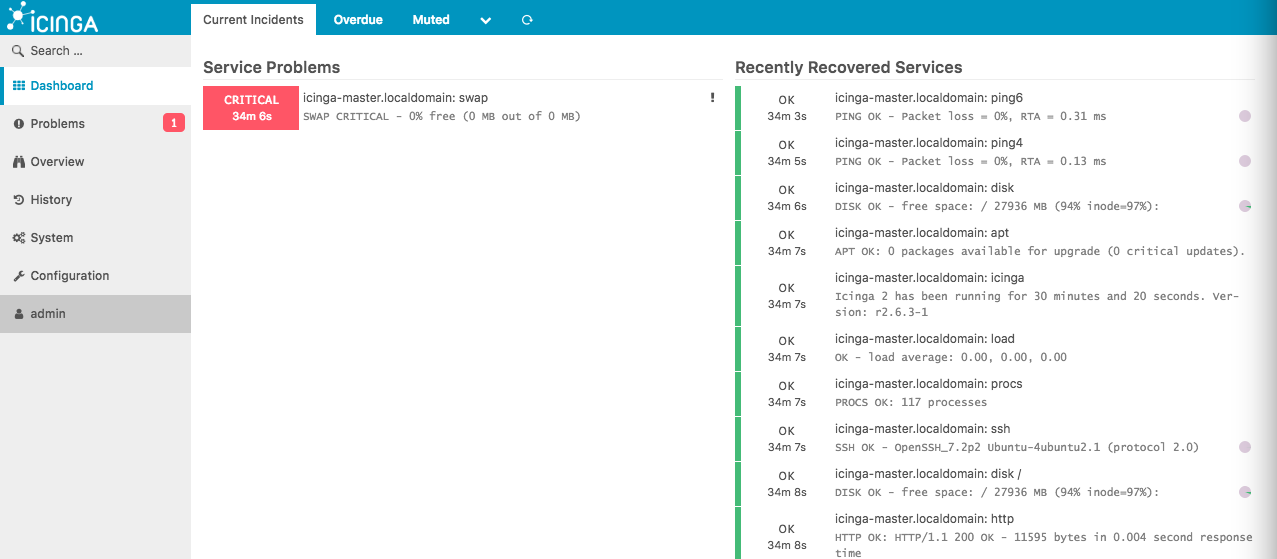 ICINGA
Current Incidents
Overdue
Muted
Search ...
Dashboard
Problems
1
Overview
History
System
Configuration
admin
Service Problems
CRITICAL
34m 6s
icinga-master.localdomain: swap
!
SWAP CRITICAL - 0% free (0 MB out of 0 MB)
Recently Recovered Services
OK
34m 3s
icinga-master.localdomain: ping6
PING OK - Packet loss = 0%, RTA = 0.31 ms
OK
34m 5s
icinga-master.localdomain: ping4
PING OK - Packet loss = 0%, RTA = 0.13 ms
OK
34m 6s
icinga-master.localdomain: disk
DISK OK - free space: / 27936 MB (94% inode=97%):
OK
34m 7s
icinga-master.localdomain: apt
APT OK: 0 packages available for upgrade (0 critical updates).
OK
34m 7s
icinga-master.localdomain: icinga
Icinga 2 has been running for 30 minutes and 20 seconds. Ver-
sion: r2.6.3-1
OK
34m 7s
icinga-master.localdomain: load
OK - load average: 0.00, 0.00, 0.00
OK
34m 7s
icinga-master.localdomain: procs
PROCS OK: 117 processes
OK
34m 7s
icinga-master.localdomain: ssh
SSH OK - OpenSSH_7.2p2 Ubuntu-4ubuntu2.1 (protocol 2.0)
OK
34m 8s
icinga-master.localdomain: disk /
DISK OK - free space: / 27936 MB (94% inode=97%):
OK
34m 8s
icinga-master.localdomain: http
HTTP OK: HTTP/1.1 200 OK - 11595 bytes in 0.004 second response
time